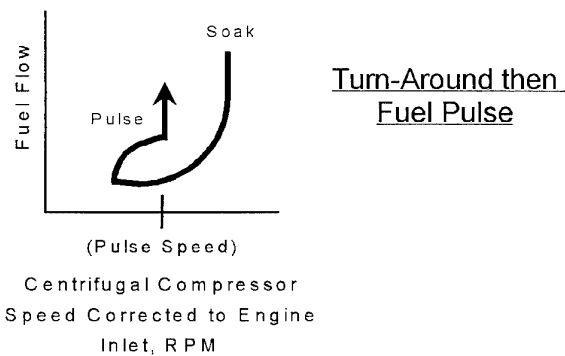 Soak
Turn-Around then
Fuel Pulse
Fuel Flow
Pulse
(Pulse Speed)
Centrifugal Compressor
Speed Corrected to Engine
Inlet, RPM